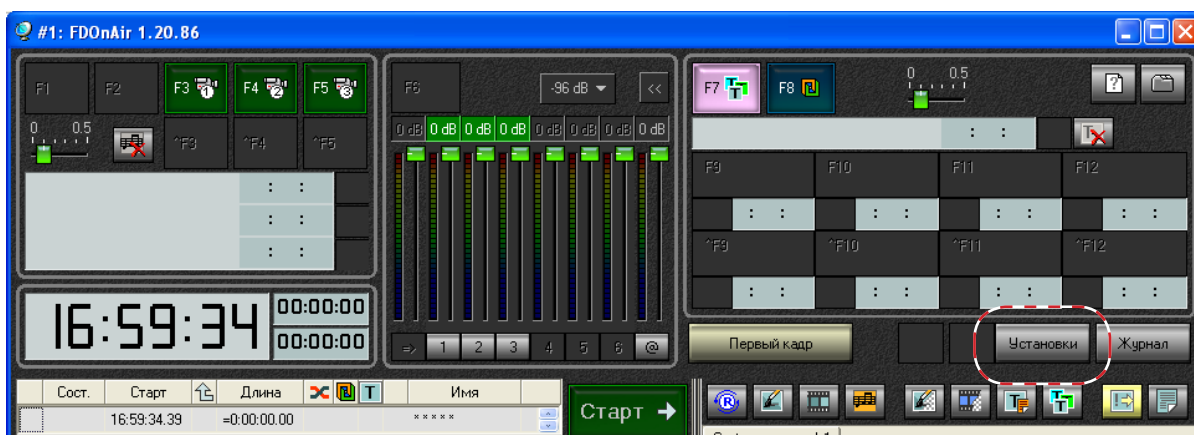 #1: FDOnAir 1.20.86
F1 F2 F3 1 F4 2 F5 3
0 0.5 ^F3 ^F4 ^F5
: :
: :
: :
16:59:34 00:00:00
00:00:00
F6 -96 dB <<
0 dB 0 dB 0 dB 0 dB 0 dB 0 dB 0 dB 0 dB
=> 1 2 3 4 5 6 @
F7 T F8 0 0.5 ?
: : T
F9 F10 F11 F12
: : : : : : : :
^F9 ^F10 ^F11 ^F12
: : : : : : : :
Первый кадр Установки Журнал
Сост. Старт Длина T Имя
16:59:34.39 =0:00:00.00 *****
Старт
R T T